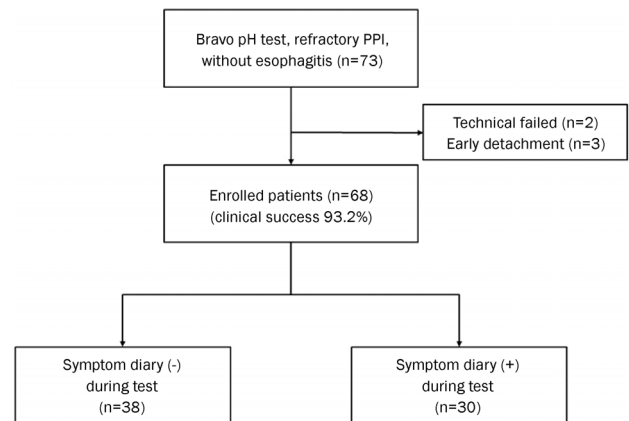 Bravo pH test, refractory PPI,
without esophagitis (n=73)
Technical failed (n=2)
Early detachment (n=3)
Enrolled patients (n=68)
(clinical success 93.2%)
Symptom diary (-)
during test
(n=38)
Symptom diary (+)
during test
(n=30)